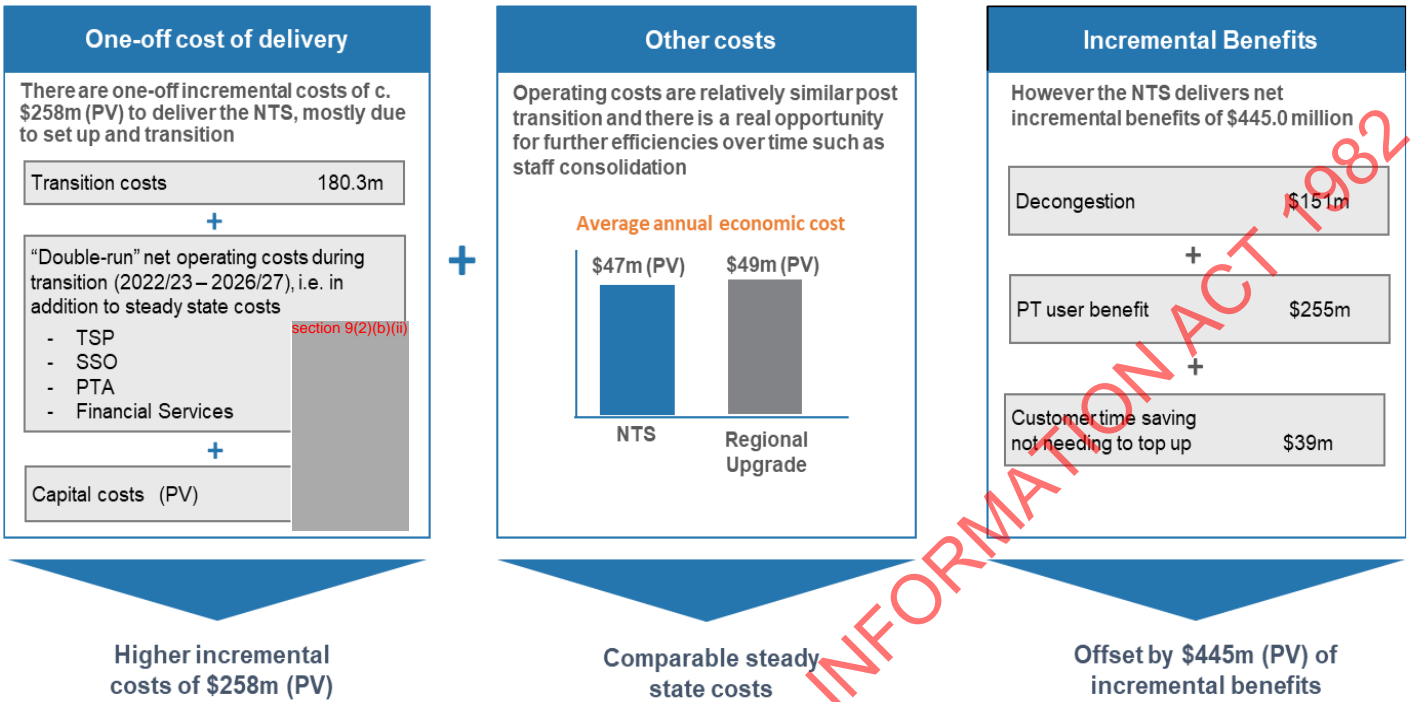 One-off cost of delivery
There are one-off incremental costs of c.
$258m (PV) to deliver the NTS, mostly due
to set up and transition
Transition costs 180.3m
+
“Double-run” net operating costs during
transition (2022/23 – 2026/27), i.e. in
addition to steady state costs
- TSP
- SSO
- PTA
- Financial Services
section 9(2)(b)(ii)
+
Capital costs (PV)
Higher incremental
costs of $258m (PV)
+
Other costs
Operating costs are relatively similar post
transition and there is a real opportunity
for further efficiencies over time such as
staff consolidation
Average annual economic cost
$47m (PV) $49m (PV)
NTS Regional
Upgrade
Comparable steady
state costs
Incremental Benefits
However the NTS delivers net
incremental benefits of $445.0 million
Decongestion $151m
+
PT user benefit $255m
+
Customer time saving
not needing to top up $39m
Offset by $445m (PV) of
incremental benefits
INFORMATION ACT 1982